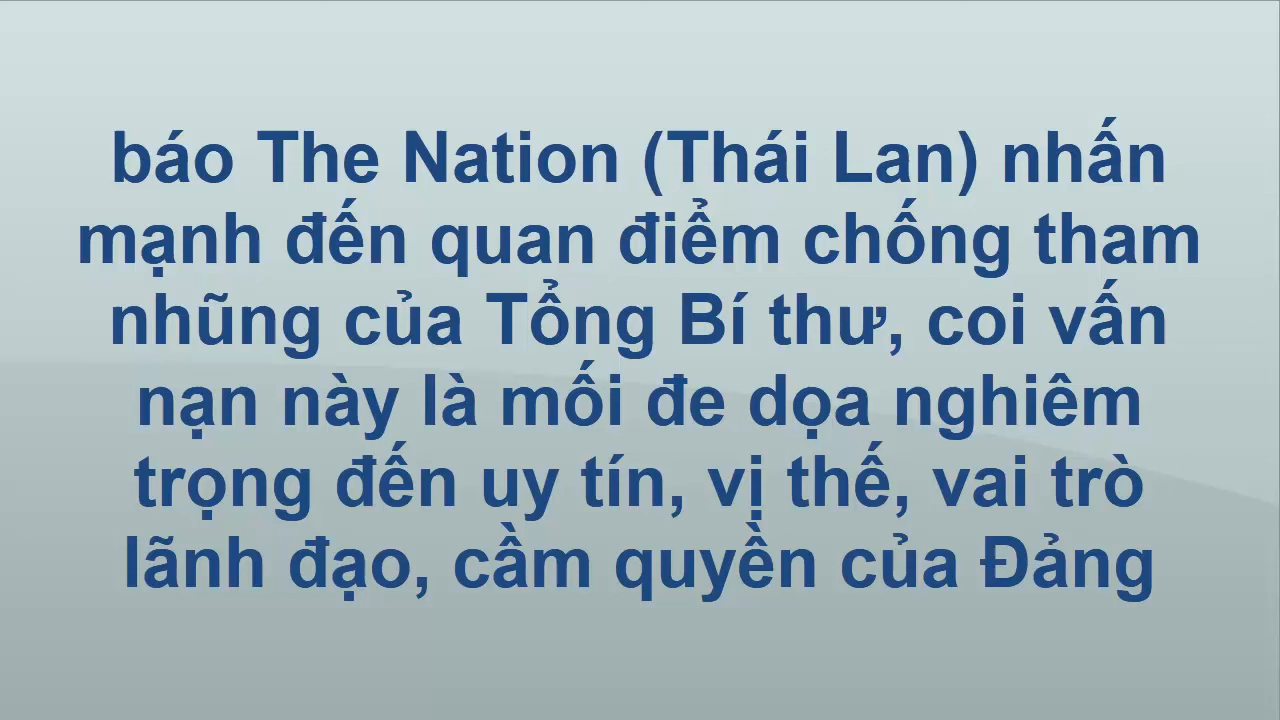 báo The Nation (Thái Lan) nhấn
mạnh đến quan điểm chống tham
nhũng của Tổng Bí thư, coi vấn
nạn này là mối đe dọa nghiêm
trọng đến uy tín, vị thế, vai trò
lãnh đạo, cầm quyền của Đảng